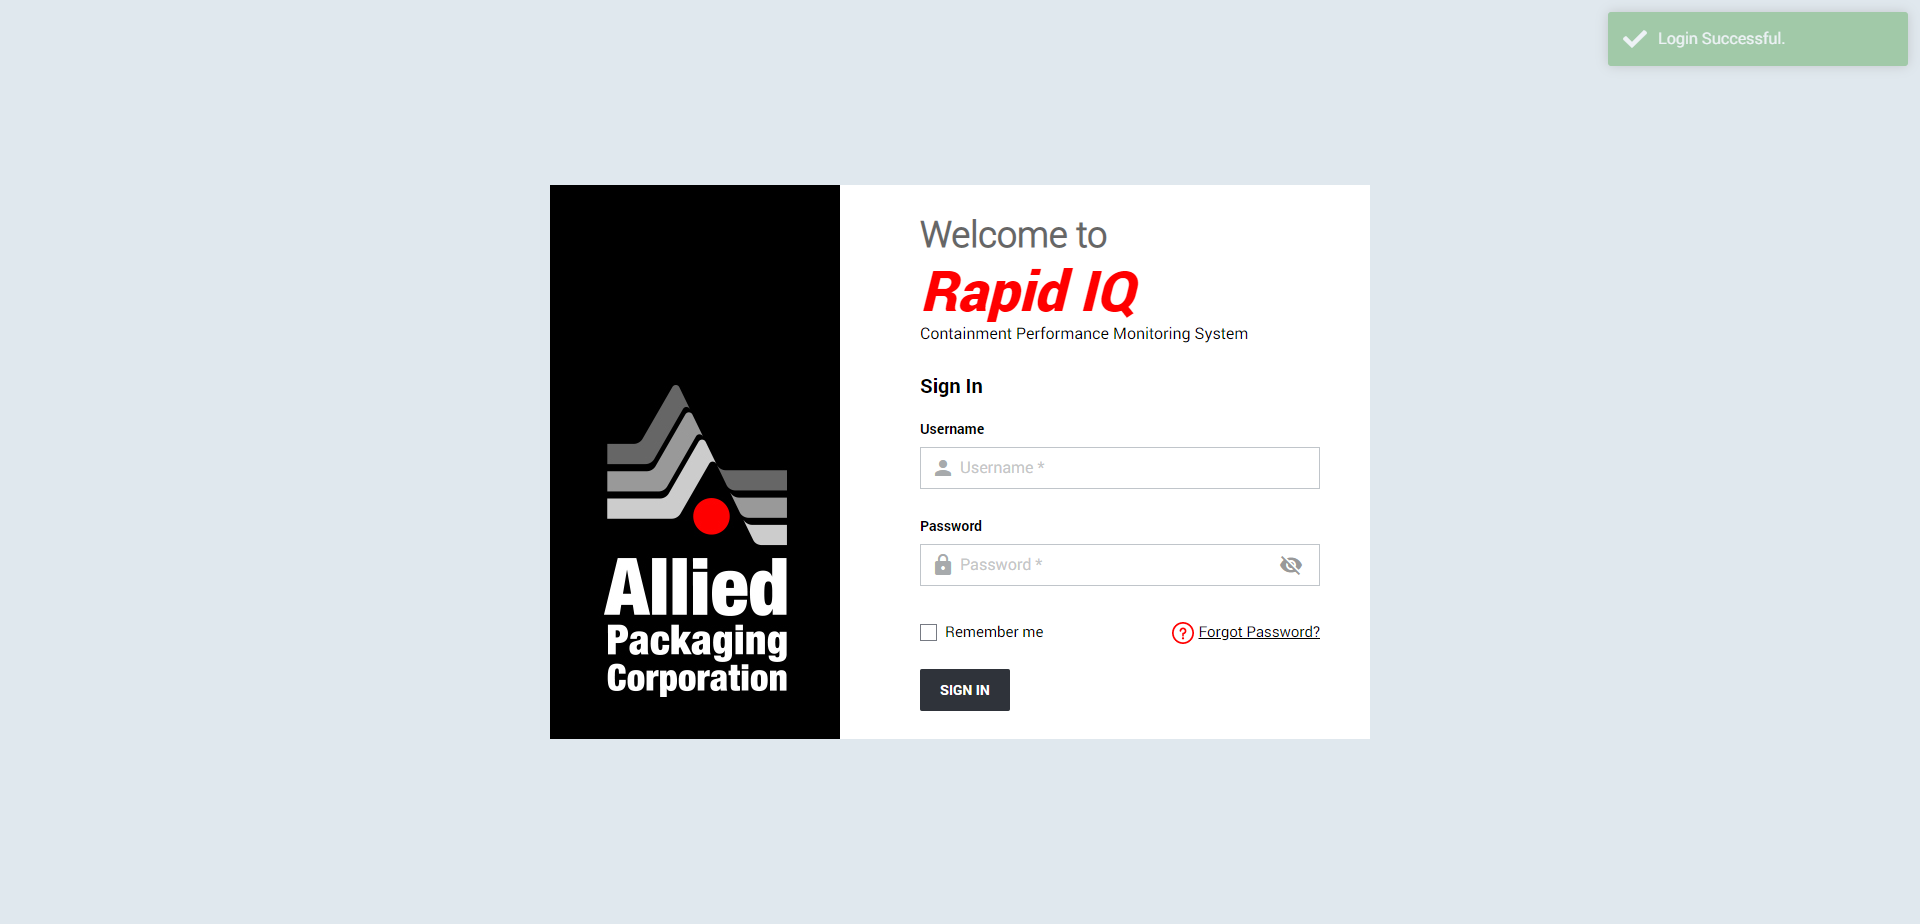 Login Successful.
Welcome to
Rapid IQ
Containment Performance Monitoring System
Sign In
Username
Username *
Password
Password *
Remember me
Forgot Password?
SIGN IN
Allied
Packaging
Corporation